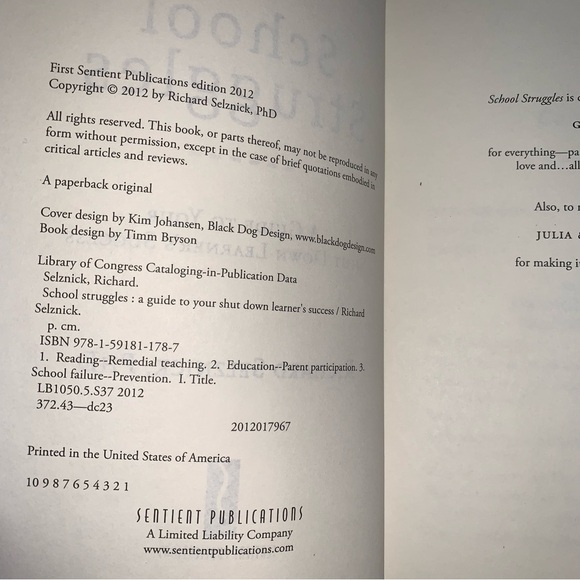 First Sentient Publications edition 2012
Copyright © 2012 by Richard Selznick, PhD
All rights reserved. This book, or parts thereof, may not be reproduced in any
form without permission, except in the case of brief quotations embodied in
critical articles and reviews.
A paperback original
Cover design by Kim Johansen, Black Dog Design, www.blackdogdesign.com
Book design by Timm Bryson
Library of Congress Cataloging-in-Publication Data
Selznick, Richard.
School struggles : a guide to your shut down learner's success / Richard
Selznick.
p. cm.
ISBN 978-1-59181-178-7
1. Reading--Remedial teaching. 2. Education--Parent participation. 3.
School failure--Prevention. I. Title.
LB1050.5.S37 2012
372.43—dc23
2012017967
Printed in the United States of America
10 9 8 7 6 5 4 3 2 1
SENTIENT PUBLICATIONS
A Limited Liability Company
www.sentientpublications.com
School Struggles is
for everything—pa
love and...all
Also, to
JULIA
for making